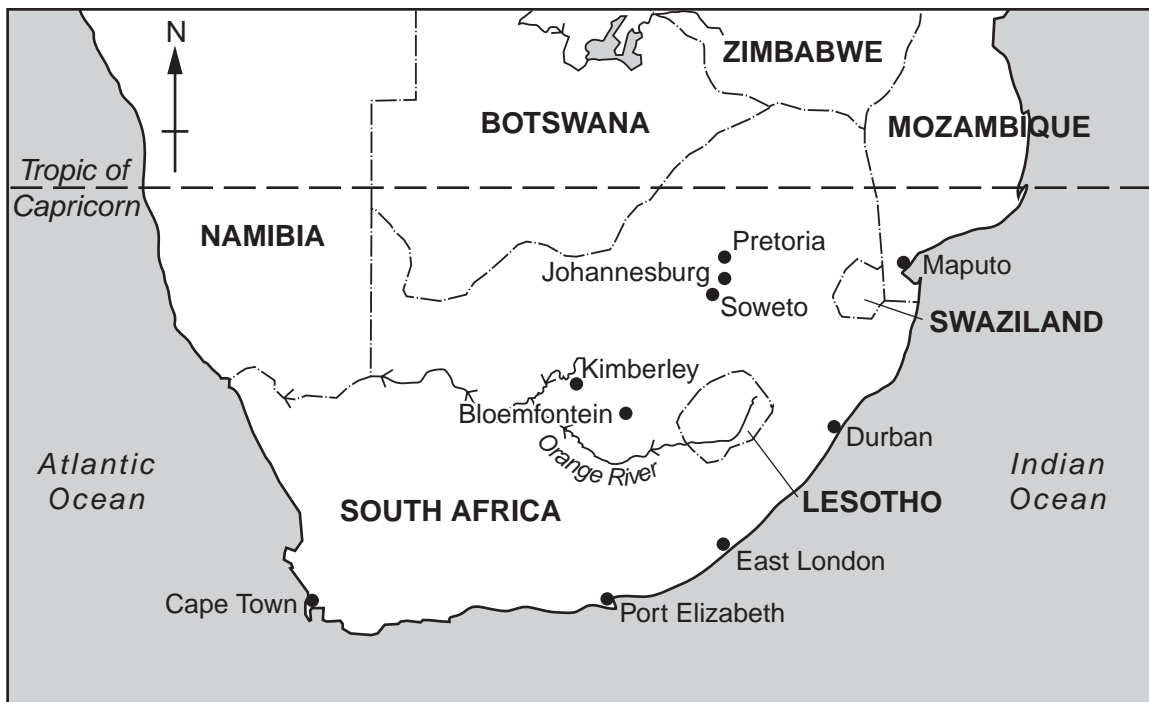 N
ZIMBABWE
BOTSWANA
MOZAMBIQUE
Tropic of
Capricorn
NAMIBIA
Pretoria
Johannesburg
Maputo
Soweto
SWAZILAND
Kimberley
Bloemfontein
Durban
Orange River
Atlantic
Ocean
Indian
Ocean
LESOTHO
SOUTH AFRICA
East London
Cape Town
Port Elizabeth